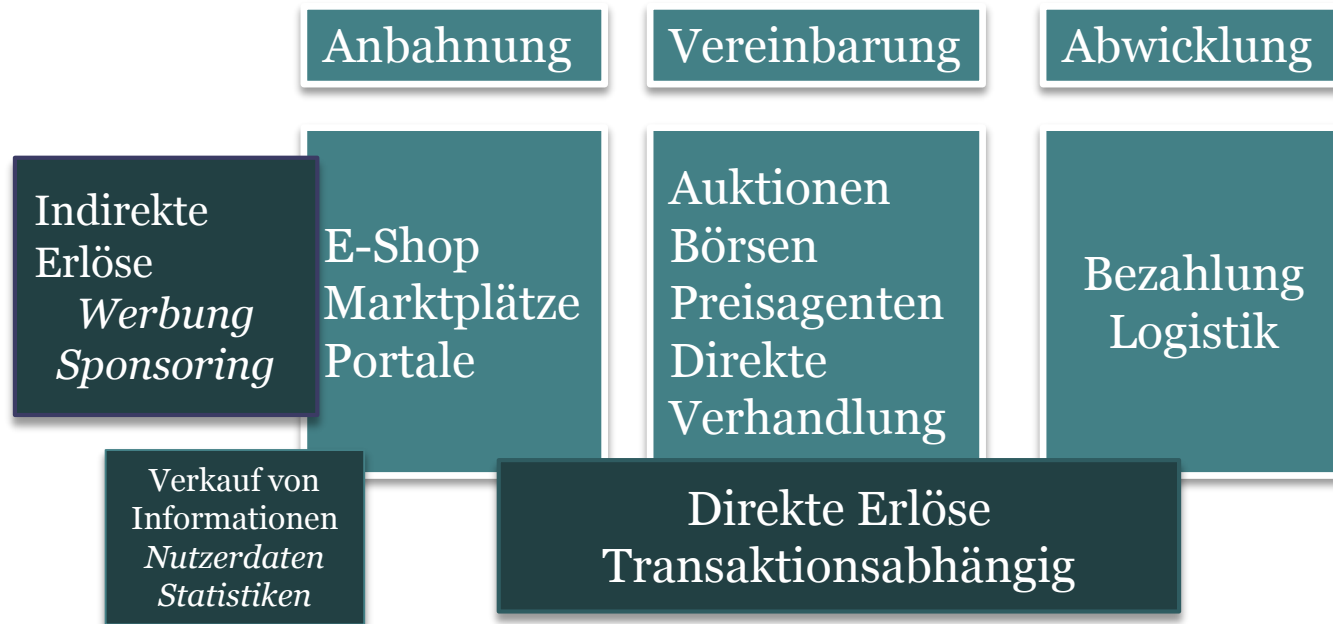 Anbahnung
Vereinbarung
Abwicklung
Indirekte
Erlöse
Werbung
Sponsoring
E-Shop
Marktplätze
Portale
Auktionen
Börsen
Preisagenten
Direkte
Verhandlung
Bezahlung
Logistik
Verkauf von
Informationen
Nutzerdaten
Statistiken
Direkte Erlöse
Transaktionsabhängig